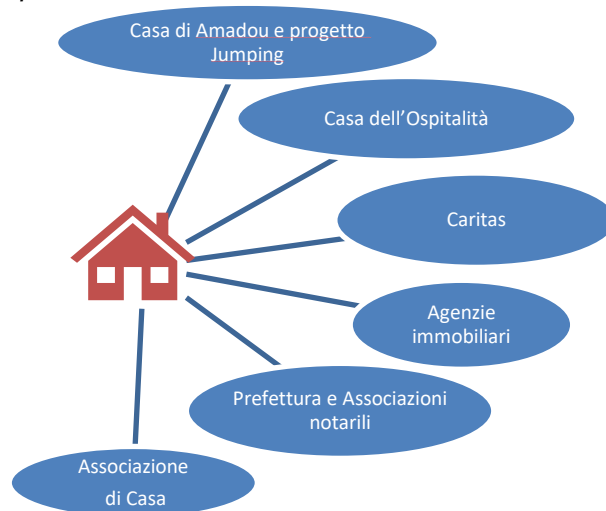 Casa di Amadou e progetto
Jumping
Casa dell’Ospitalità
Caritas
Agenzie
immobiliari
Prefettura e Associazioni
notarili
Associazione
di Casa